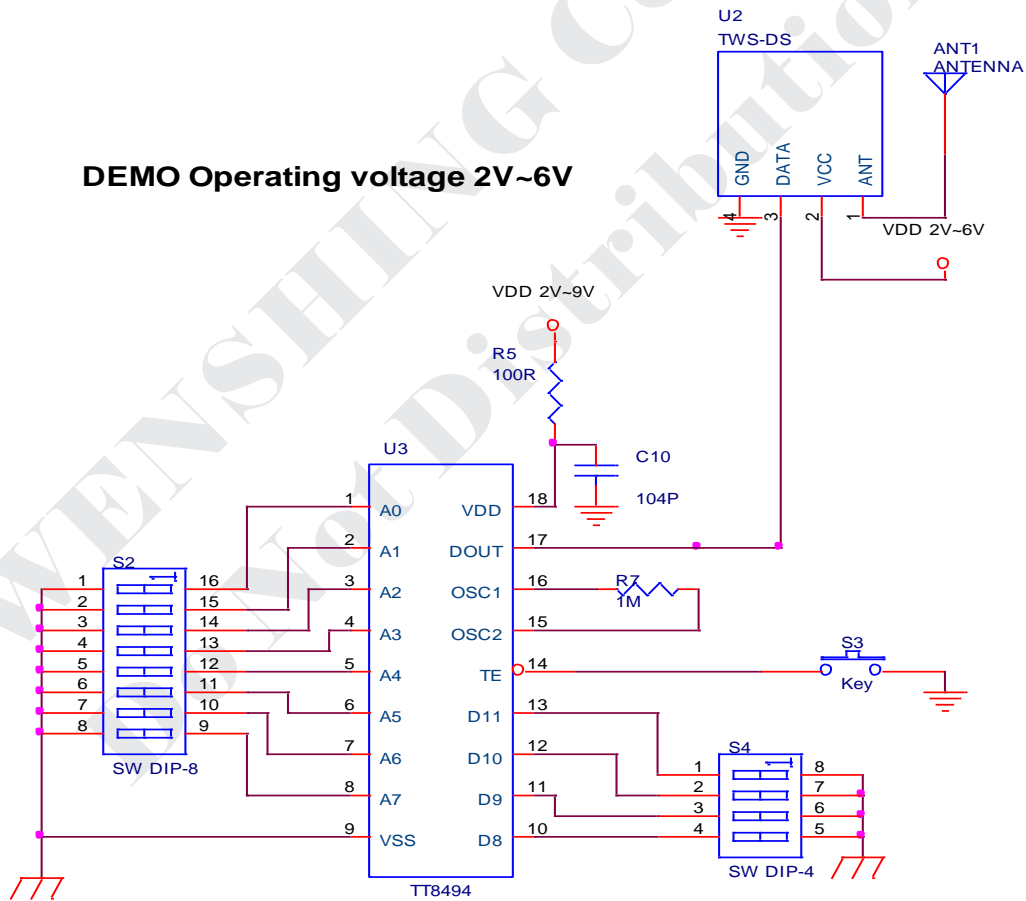 U2
TWS-DS
ANT1
ANTENNA
DEMO Operating voltage 2V~6V
GND
DATA
VCC
ANT
4
3
2
1
VDD 2V~6V
VDD 2V~9V
R5
100R
C10
104P
U3
1 A0 VDD 18
2 A1 DOUT 17
3 A2 OSC1 16
4 A3 OSC2 15
5 A4 TE 14
6 A5 D11 13
7 A6 D10 12
8 A7 D9 11
9 VSS D8 10
TT8494
R7
1M
S2
1 16
2 15
3 14
4 13
5 12
6 11
7 10
8 9
SW DIP-8
S3
Key
S4
1 8
2 7
3 6
4 5
SW DIP-4
WENSHING
Do Not Distribution